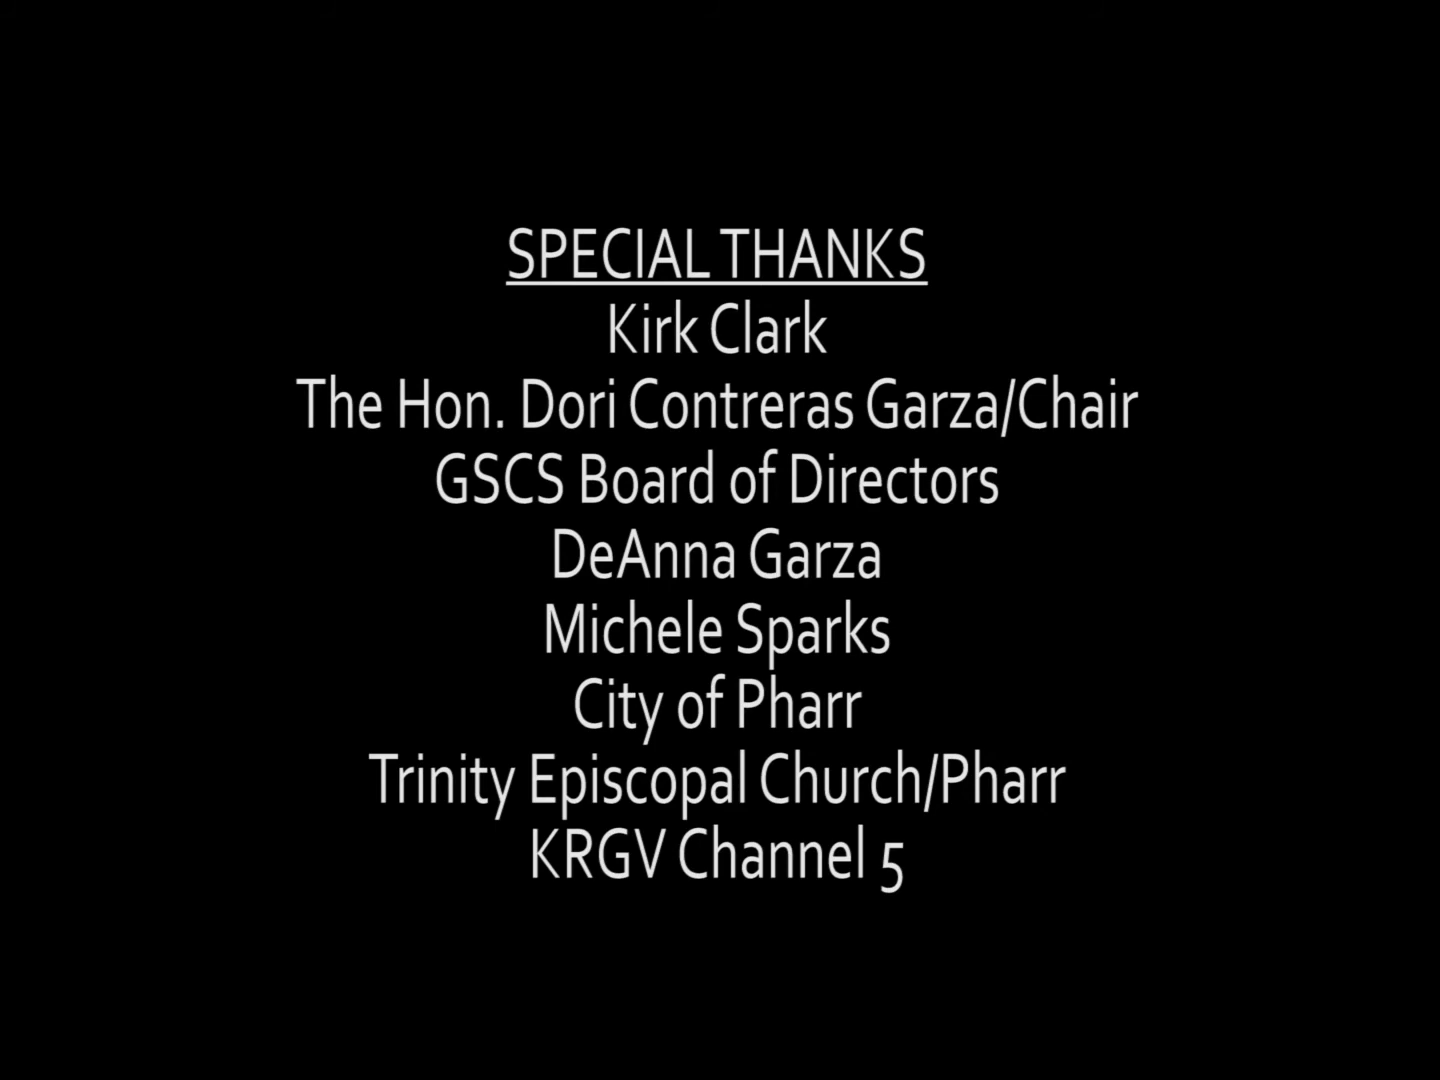 SPECIAL THANKS
Kirk Clark
The Hon. Dori Contreras Garza/Chair
GSCS Board of Directors
DeAnna Garza
Michele Sparks
City of Pharr
Trinity Episcopal Church/Pharr
KRGV Channel 5